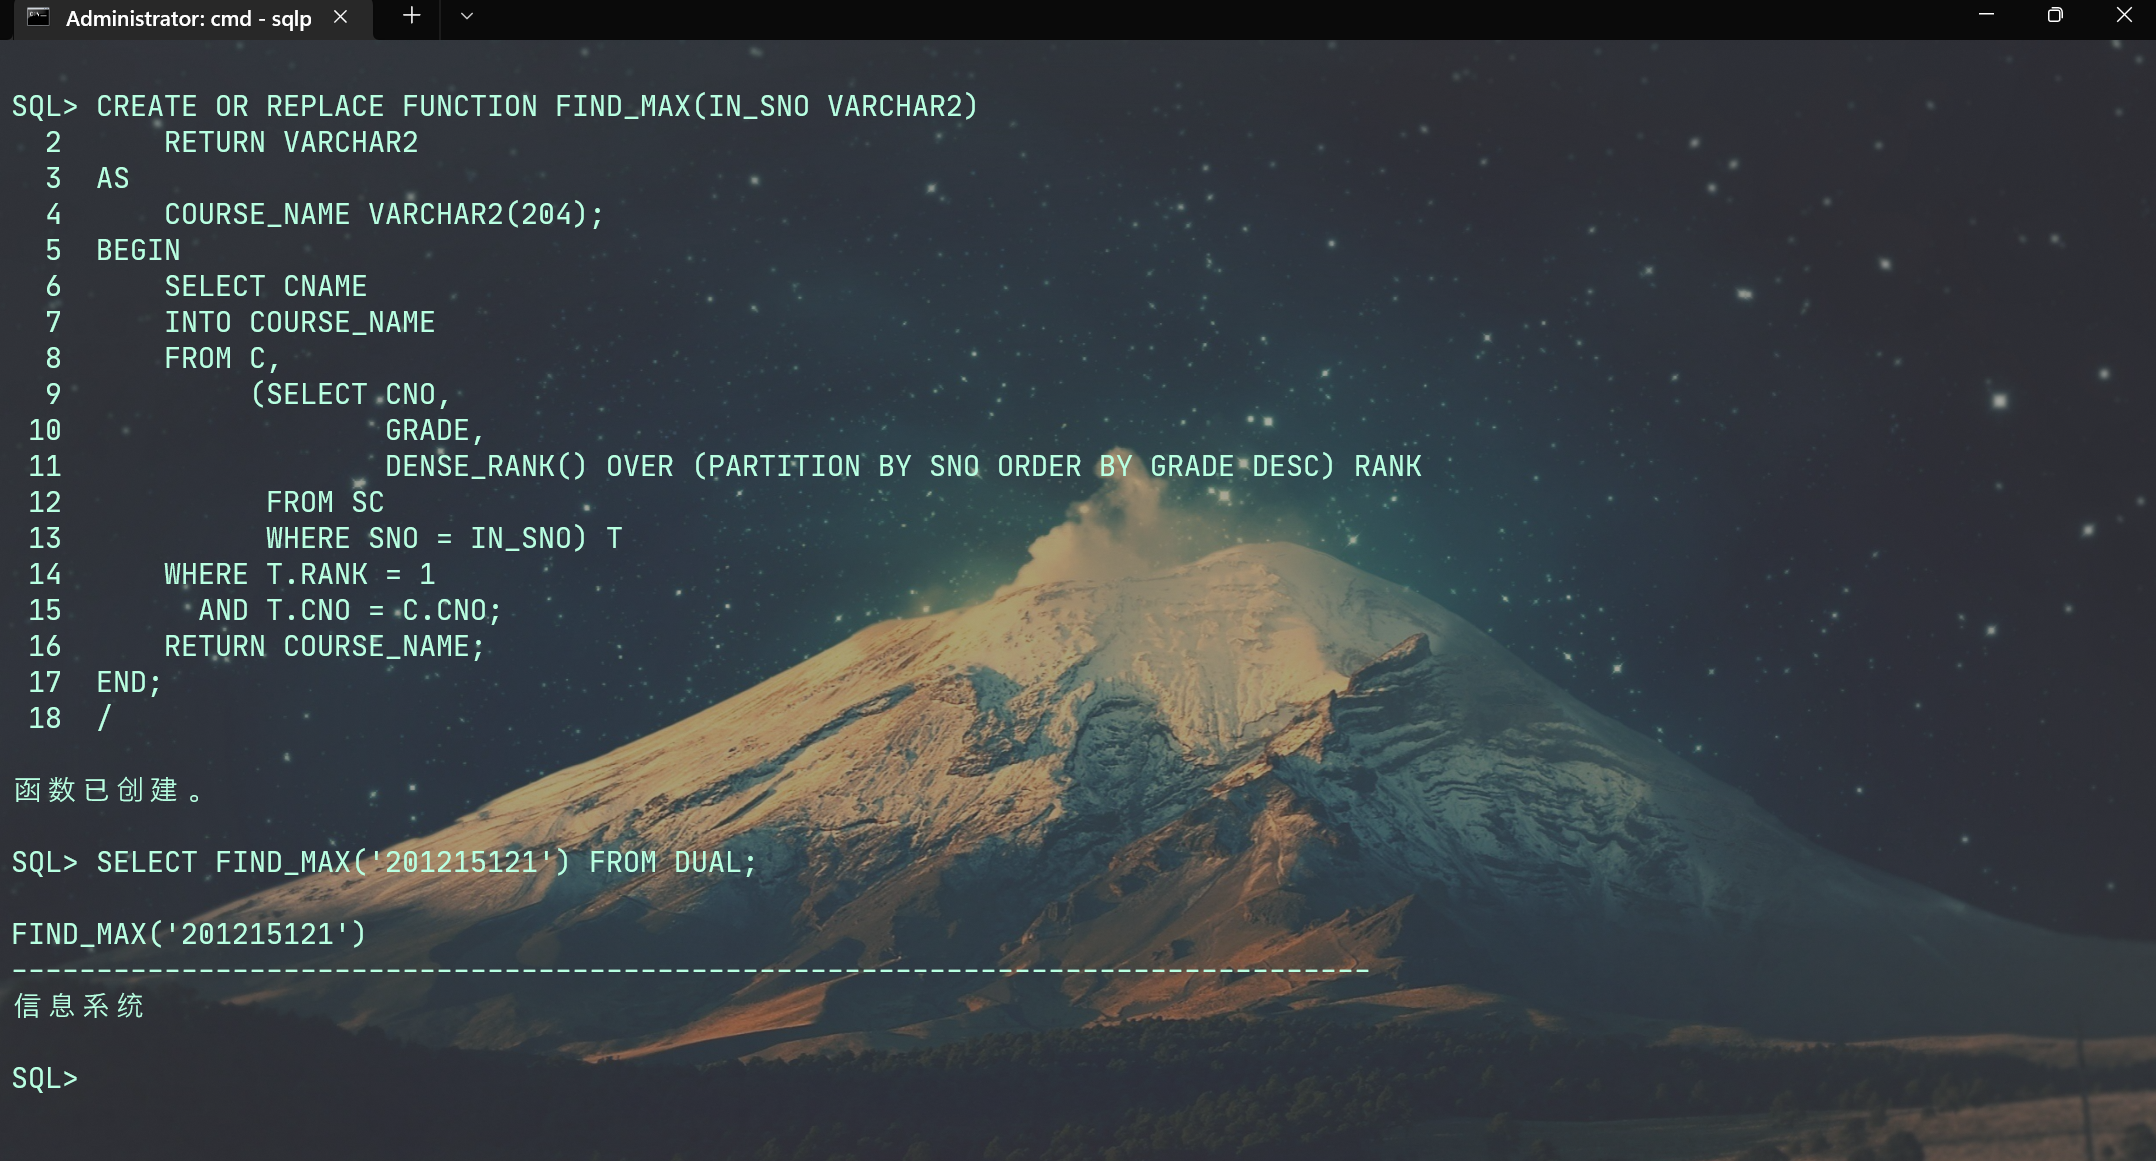 Administrator: cmd - sqlp
SQL> CREATE OR REPLACE FUNCTION FIND_MAX(IN_SNO VARCHAR2)
  2      RETURN VARCHAR2
  3  AS
  4      COURSE_NAME VARCHAR2(204);
  5  BEGIN
  6      SELECT CNAME
  7      INTO COURSE_NAME
  8      FROM C,
  9           (SELECT CNO,
 10                   GRADE,
 11                   DENSE_RANK() OVER (PARTITION BY SNO ORDER BY GRADE DESC) RANK
 12            FROM SC
 13            WHERE SNO = IN_SNO) T
 14      WHERE T.RANK = 1
 15        AND T.CNO = C.CNO;
 16      RETURN COURSE_NAME;
 17  END;
 18  /
函数已创建。
SQL> SELECT FIND_MAX('201215121') FROM DUAL;
FIND_MAX('201215121')
--------------------------------------------------------------------------------
信息系统
SQL>